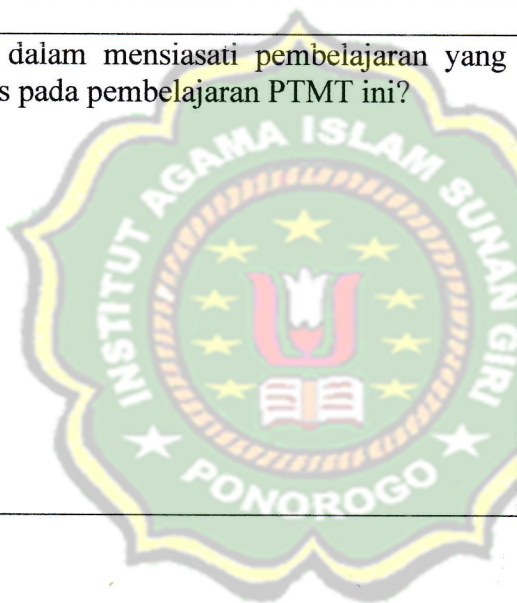 dalam mensiasati pembelajaran yang
s pada pembelajaran PTMT ini?
INSTITUT AGAMA ISLAM SUNAN GIRI
PONOROGO